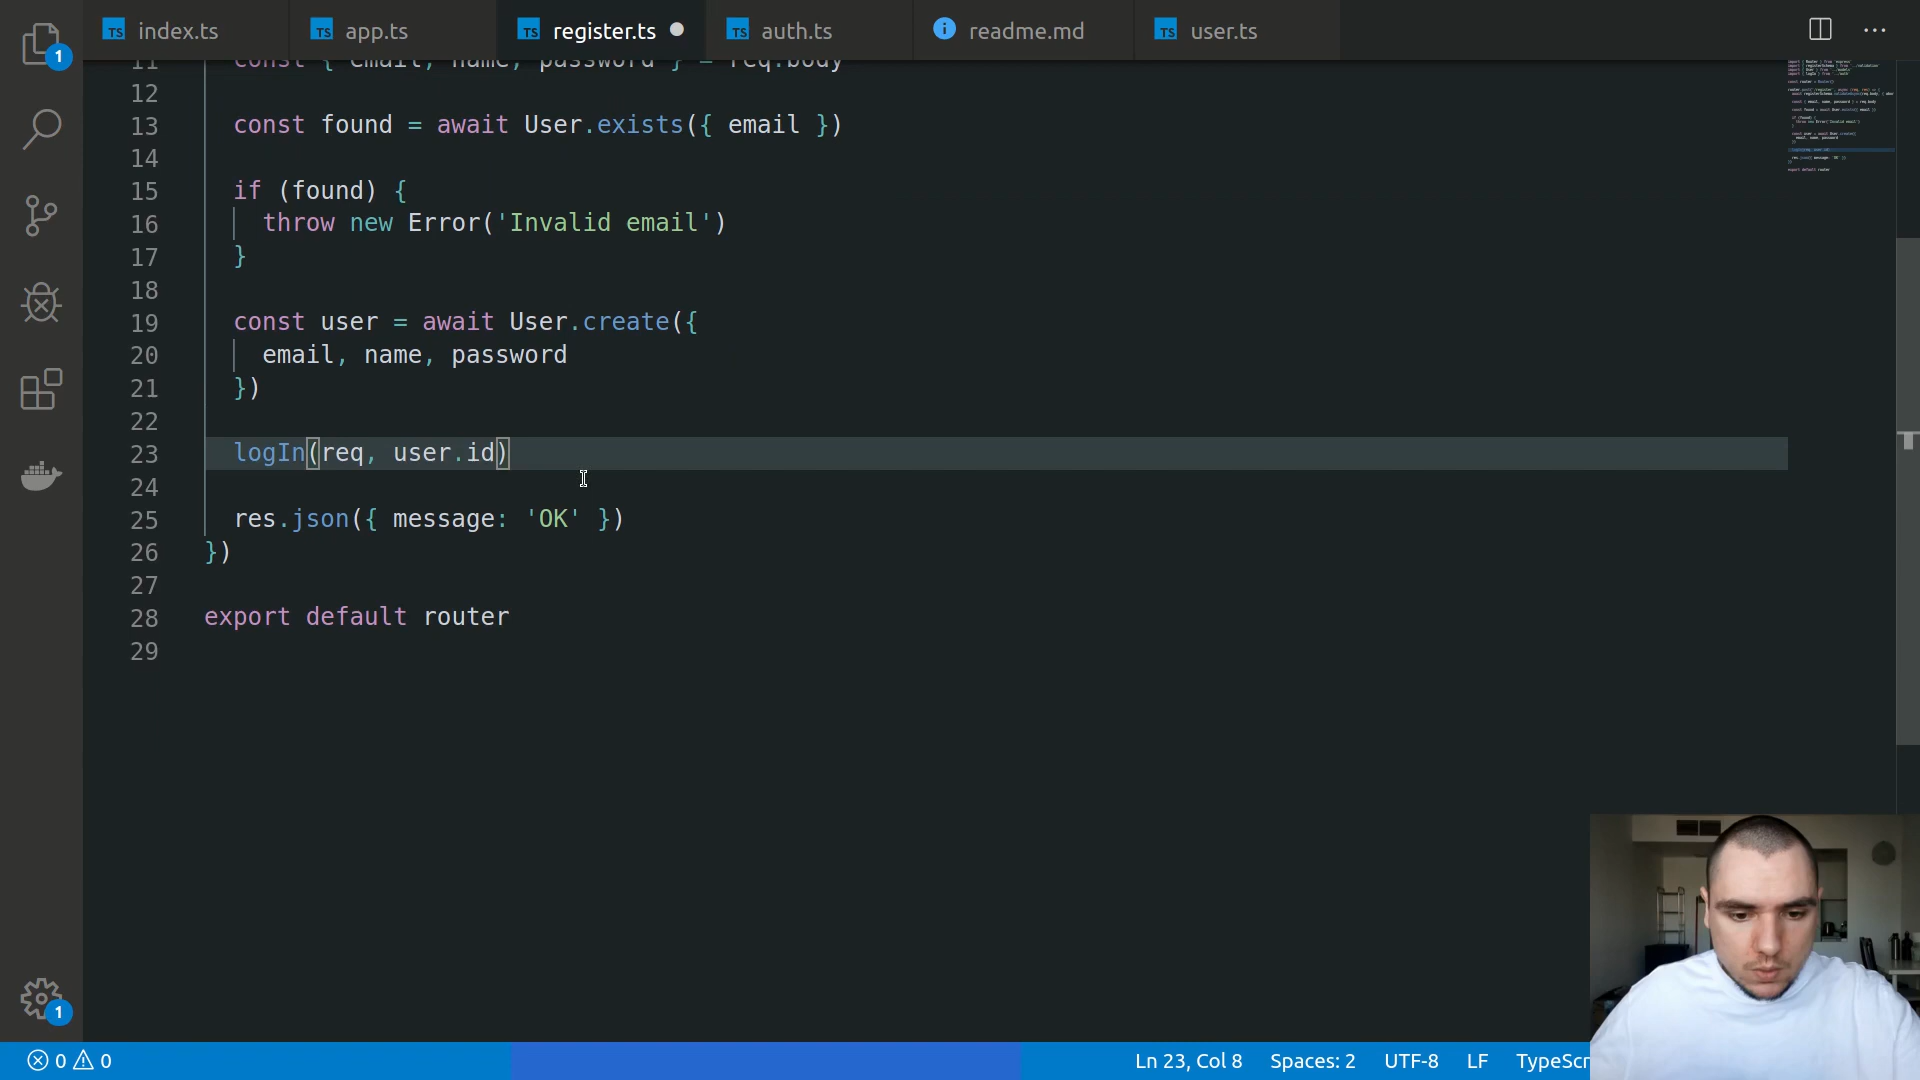 index.ts
app.ts
register.ts
auth.ts
readme.md
user.ts
11 const { email, name, password } = req.body
12
13 const found = await User.exists({ email })
14
15 if (found) {
16 throw new Error('Invalid email')
17 }
18
19 const user = await User.create({
20 email, name, password
21 })
22
23 logIn(req, user.id)
24
25 res.json({ message: 'OK' })
26 })
27
28 export default router
29
1
1
0 0
Ln 23, Col 8
Spaces: 2
UTF-8
LF
TypeScr